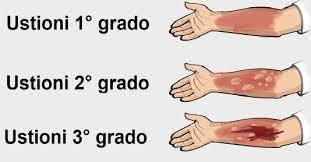 Ustioni 1° grado
Ustioni 2° grado
Ustioni 3° grado